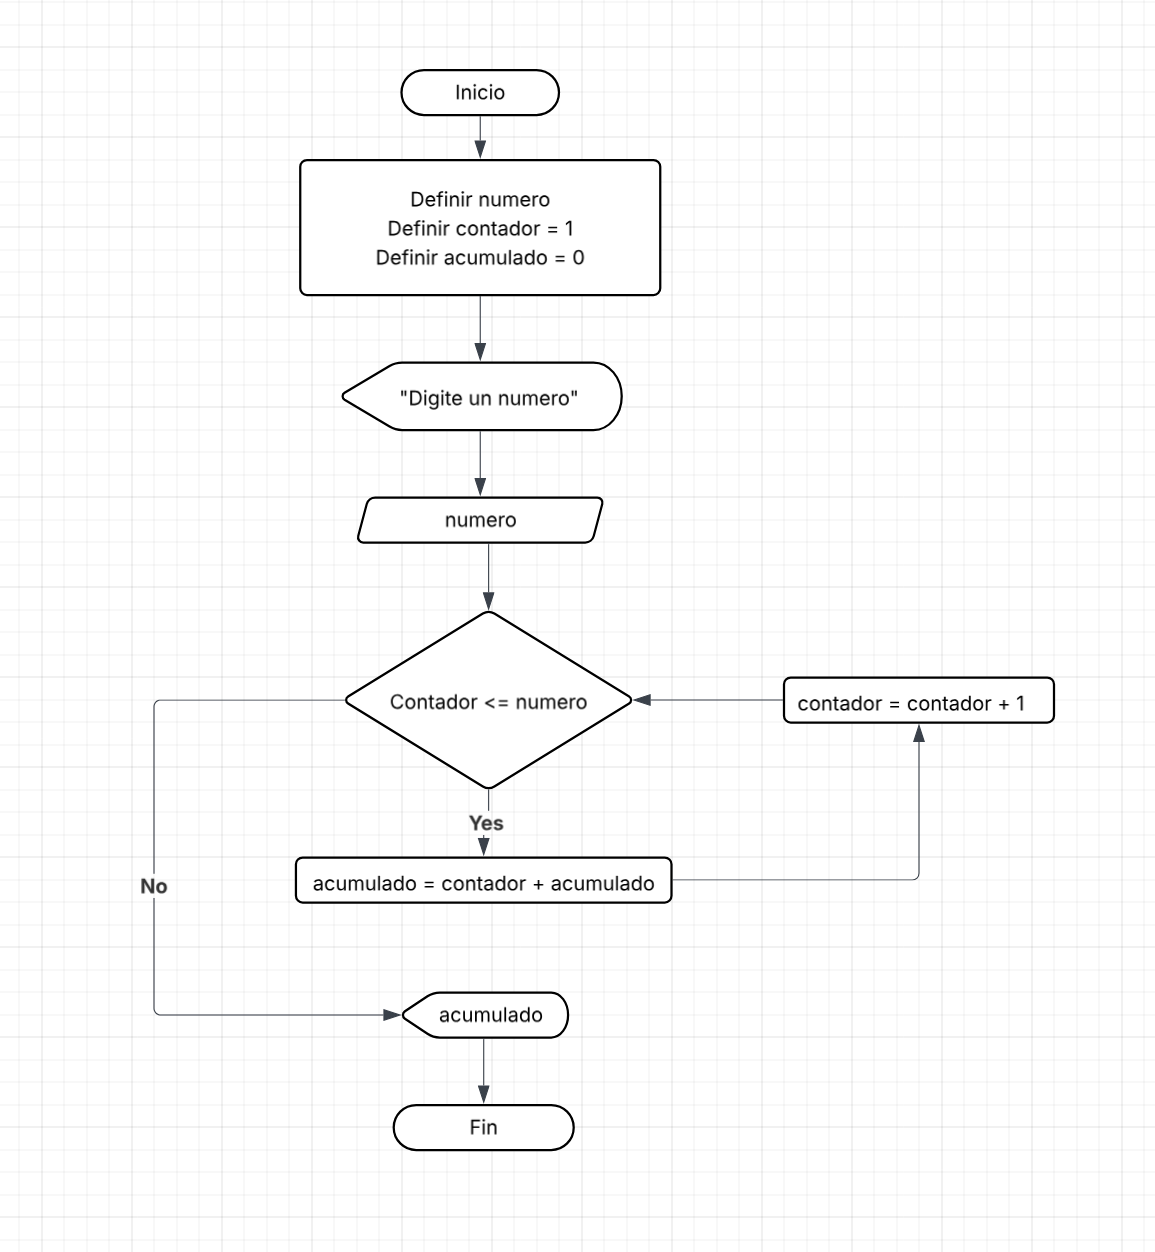 Inicio
Definir numero
Definir contador = 1
Definir acumulado = 0
"Digite un numero"
numero
Contador <= numero
contador = contador + 1
Yes
acumulado = contador + acumulado
No
acumulado
Fin